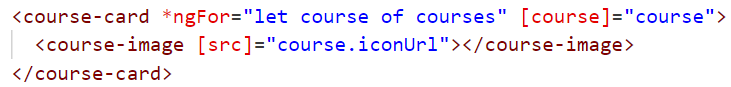 <course-card *ngFor="let course of courses" [course]="course">
  <course-image [src]="course.iconUrl"></course-image>
</course-card>